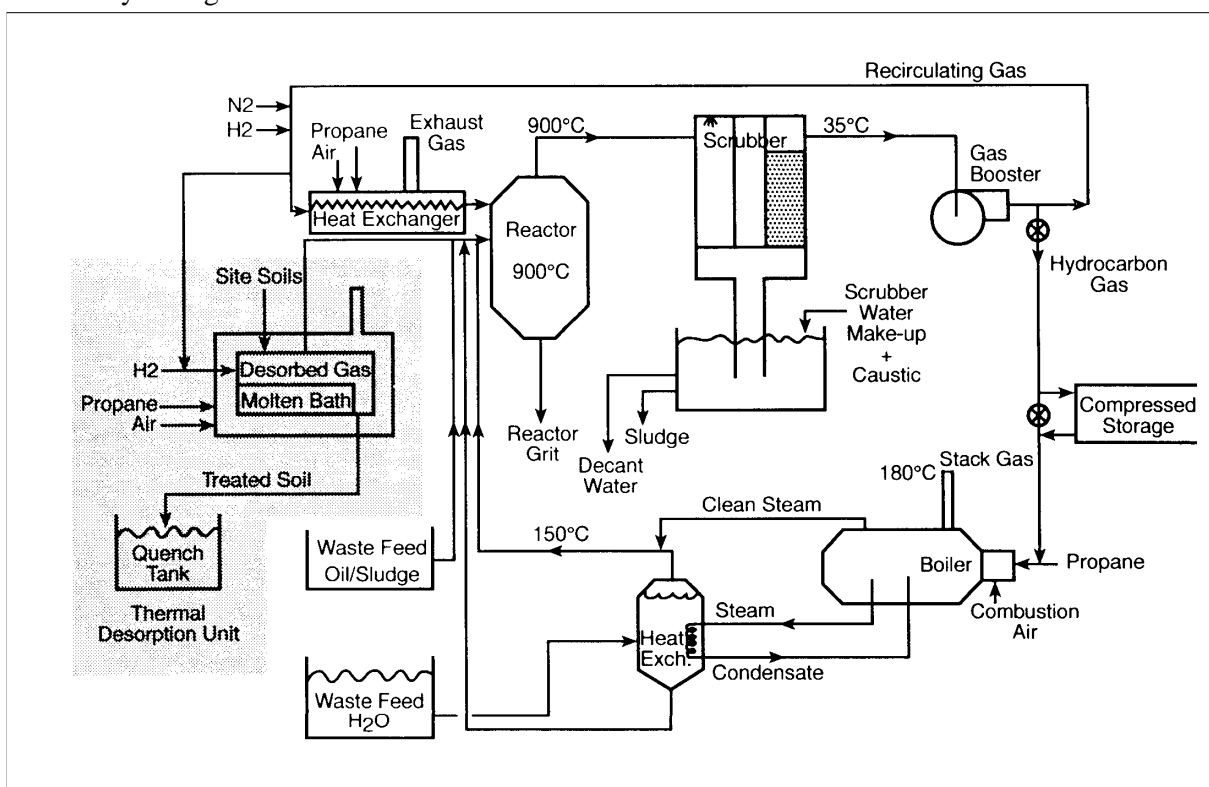 Recirculating Gas
N2
H2
Propane
Air
Exhaust
Gas
900°C
Scrubber
35°C
Gas
Booster
Heat Exchanger
Reactor
900°C
Hydrocarbon
Gas
Site Soils
Scrubber
Water
Make-up
+
Caustic
H2
Desorbed Gas
Molten Bath
Propane
Air
Compressed
Storage
Reactor
Grit
Sludge
Decant
Water
Stack Gas
180°C
Treated Soil
Clean Steam
150°C
Waste Feed
Oil/Sludge
Quench
Tank
Boiler
Propane
Thermal
Desorption Unit
Steam
Combustion
Air
Heat
Exch.
Condensate
Waste Feed
H2O